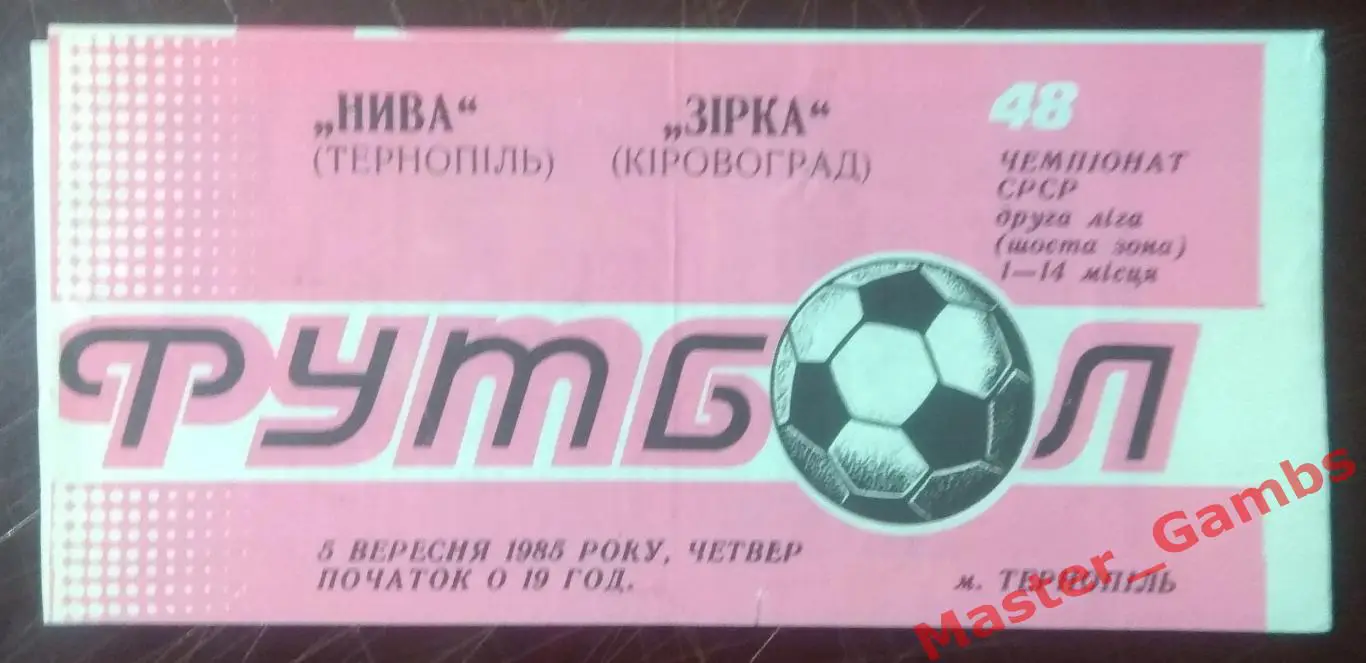 „НИВА“ „ЗІРКА“
(ТЕРНОПІЛЬ) (КІРОВОГРАД)
48
ЧЕМПІОНАТ
СРСР
друга ліга
(шоста зона)
1—14 місця
ФУТБОЛ
5 ВЕРЕСНЯ 1985 РОКУ, ЧЕТВЕР
ПОЧАТОК О 19 ГОД.
м. ТЕРНОПІЛЬ
Master_Gambs